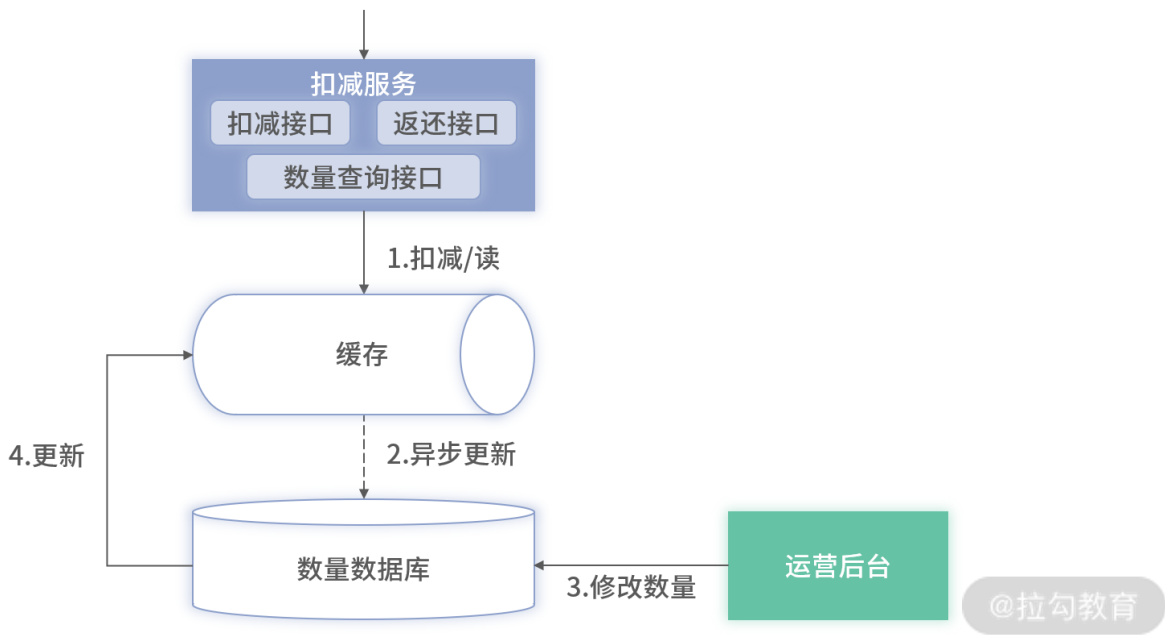 扣减服务
扣减接口
返还接口
数量查询接口
1.扣减/读
缓存
4.更新
2.异步更新
数量数据库
运营后台
3.修改数量
@拉勾教育